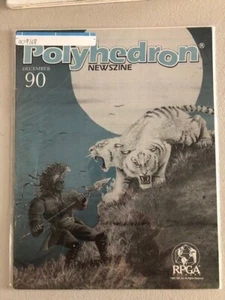 Polyhedron®
NEWSZINE
DECEMBER
90
RPGA